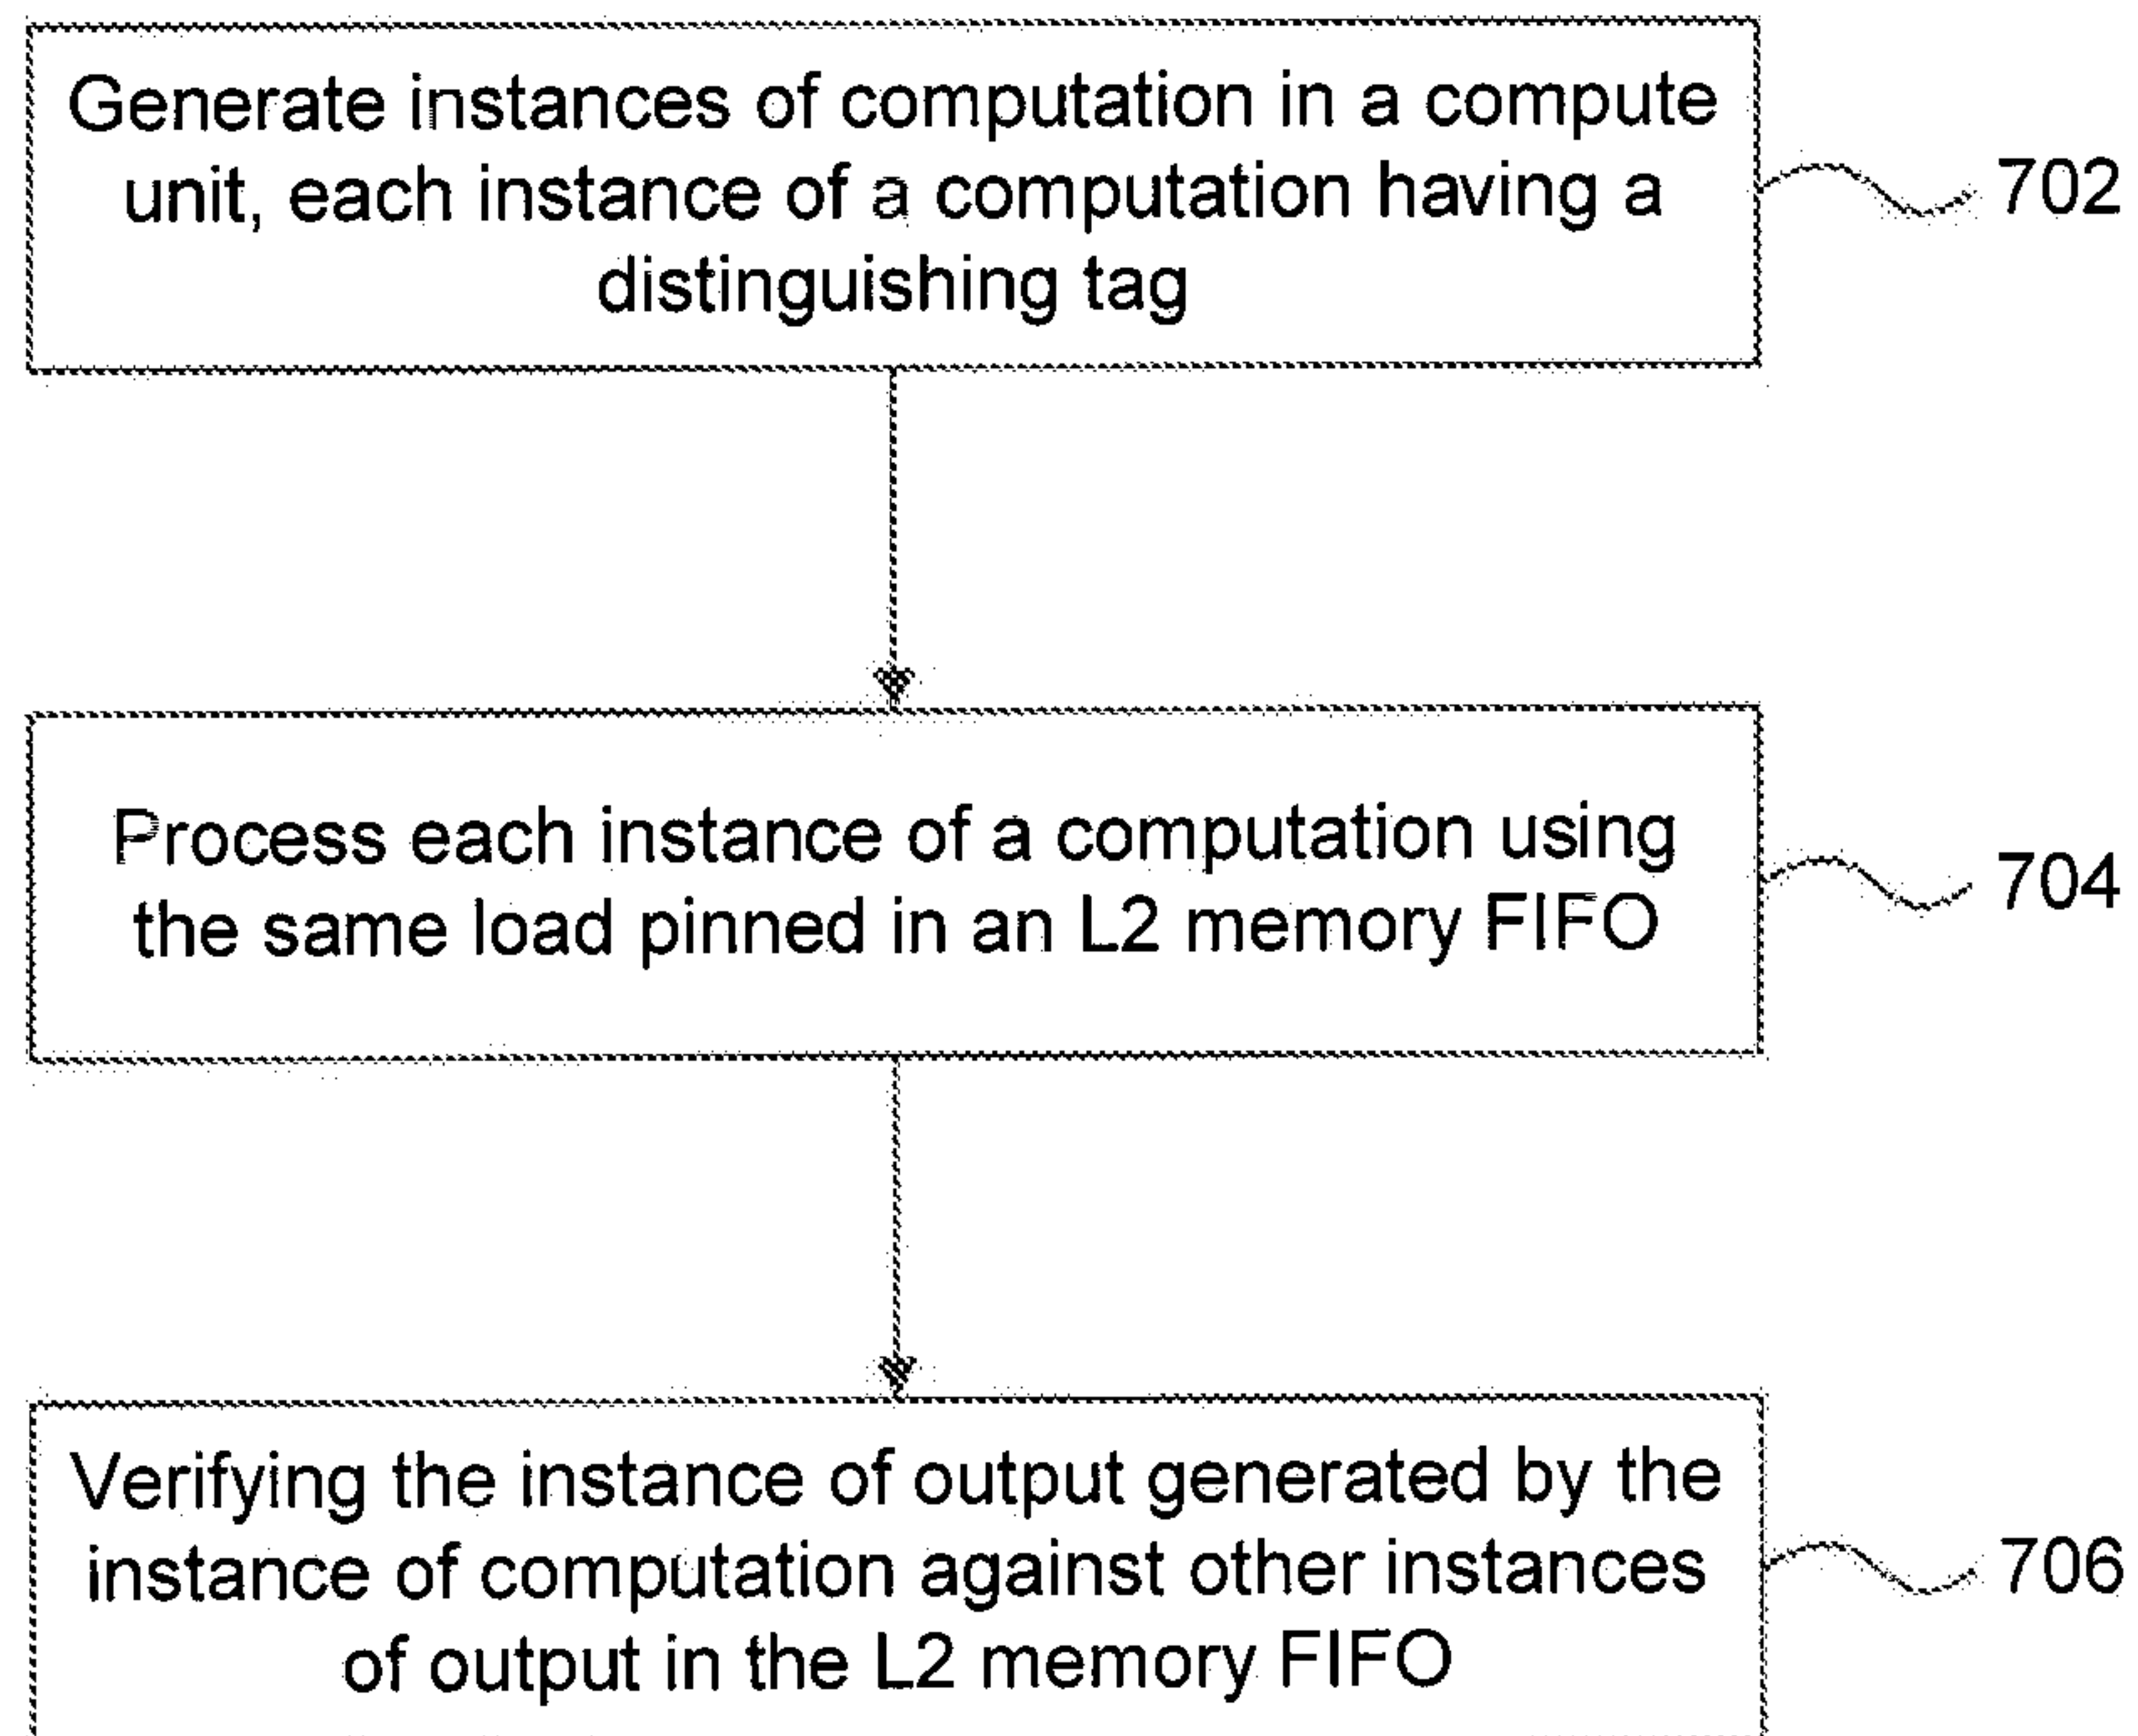 Generate instances of computation in a compute
unit, each instance of a computation having a
distinguishing tag
702
Process each instance of a computation using
the same load pinned in an L2 memory FIFO
704
Verifying the instance of output generated by the
instance of computation against other instances
of output in the L2 memory FIFO
706